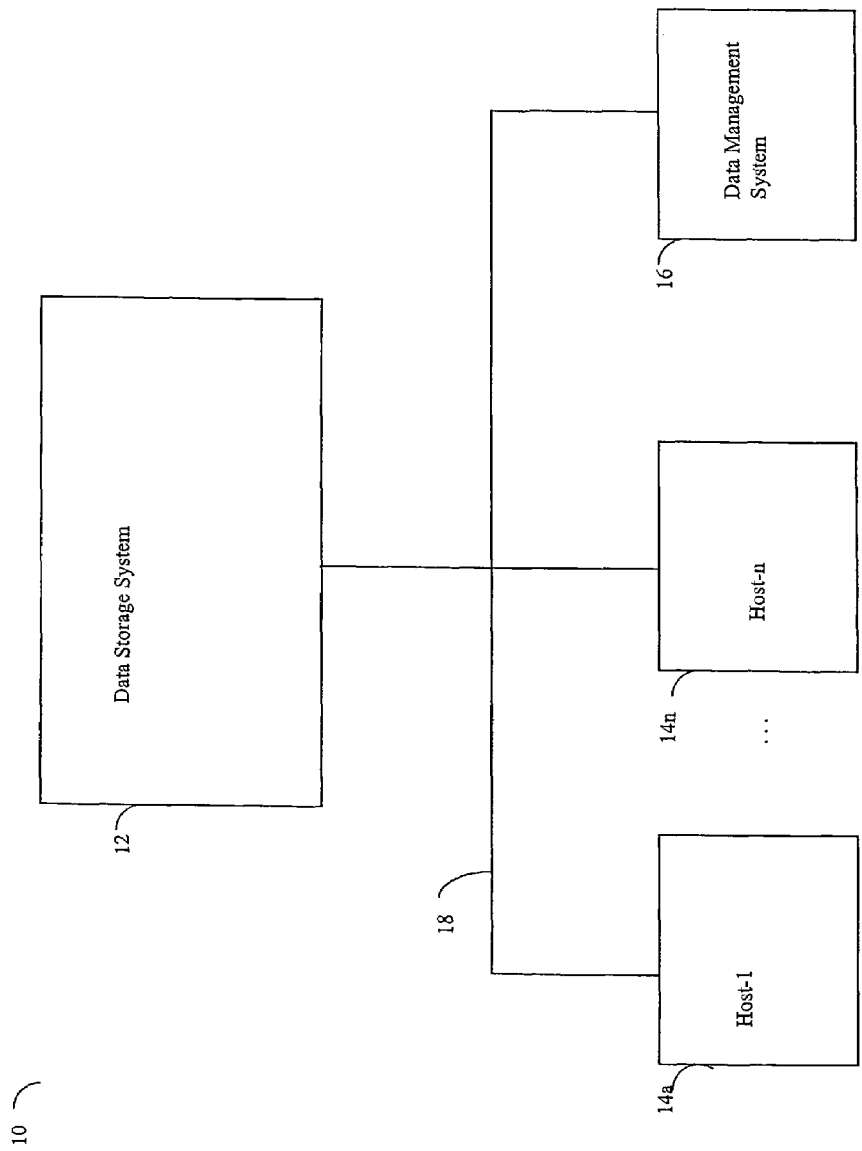 10
12
Data Storage System
18
14a
Host-1
14n
...
Host-n
16
Data Management
System